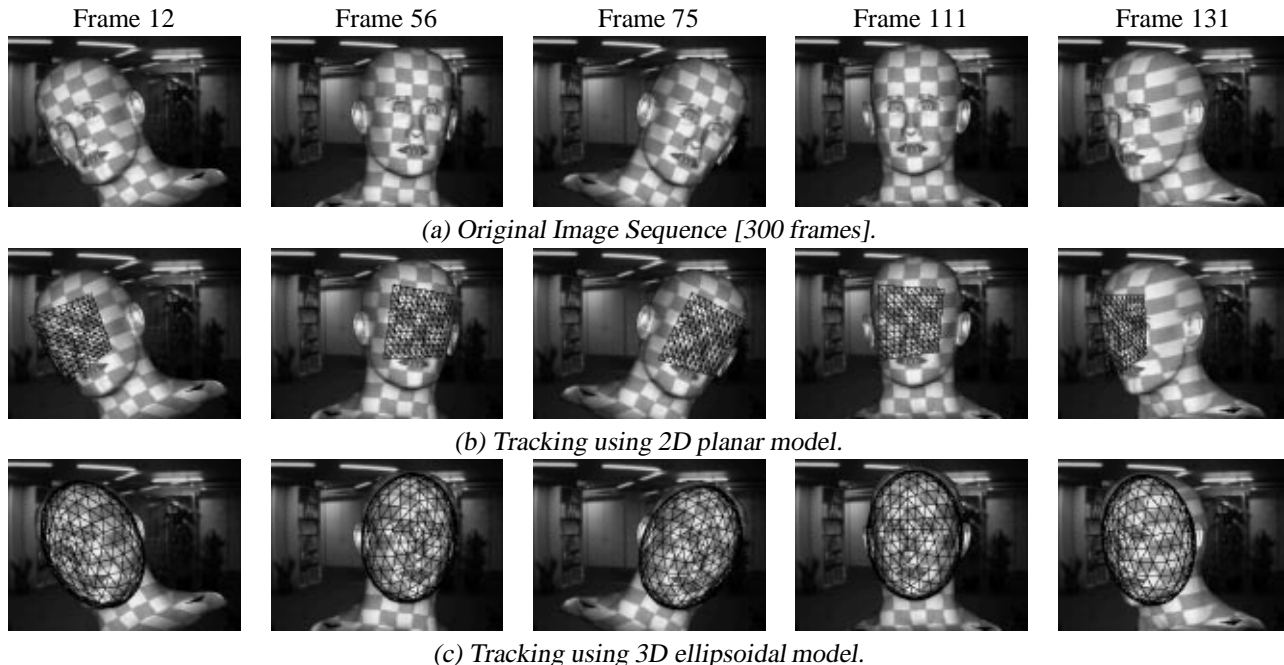 Frame 12 Frame 56 Frame 75 Frame 111 Frame 131
(a) Original Image Sequence [300 frames].
(b) Tracking using 2D planar model.
(c) Tracking using 3D ellipsoidal model.